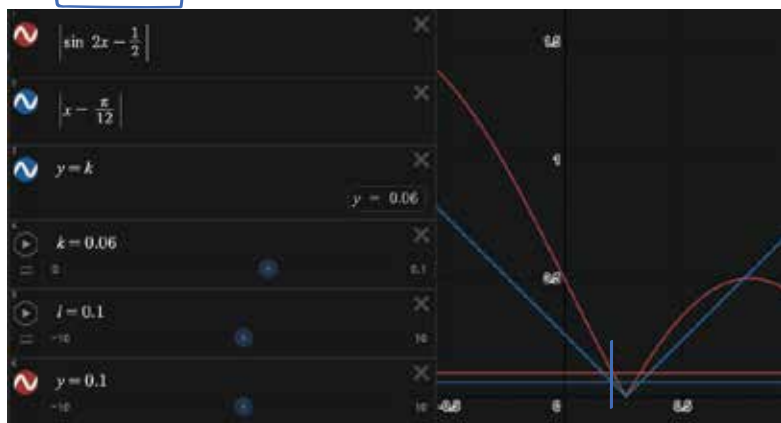 |sin 2x − 1/2|
|x − π/12|
y = k
y = 0.06
k = 0.06
0 0.1
l = 0.1
-10 10
y = 0.1
-10 10
1
0.5
-0.5 0 0.5